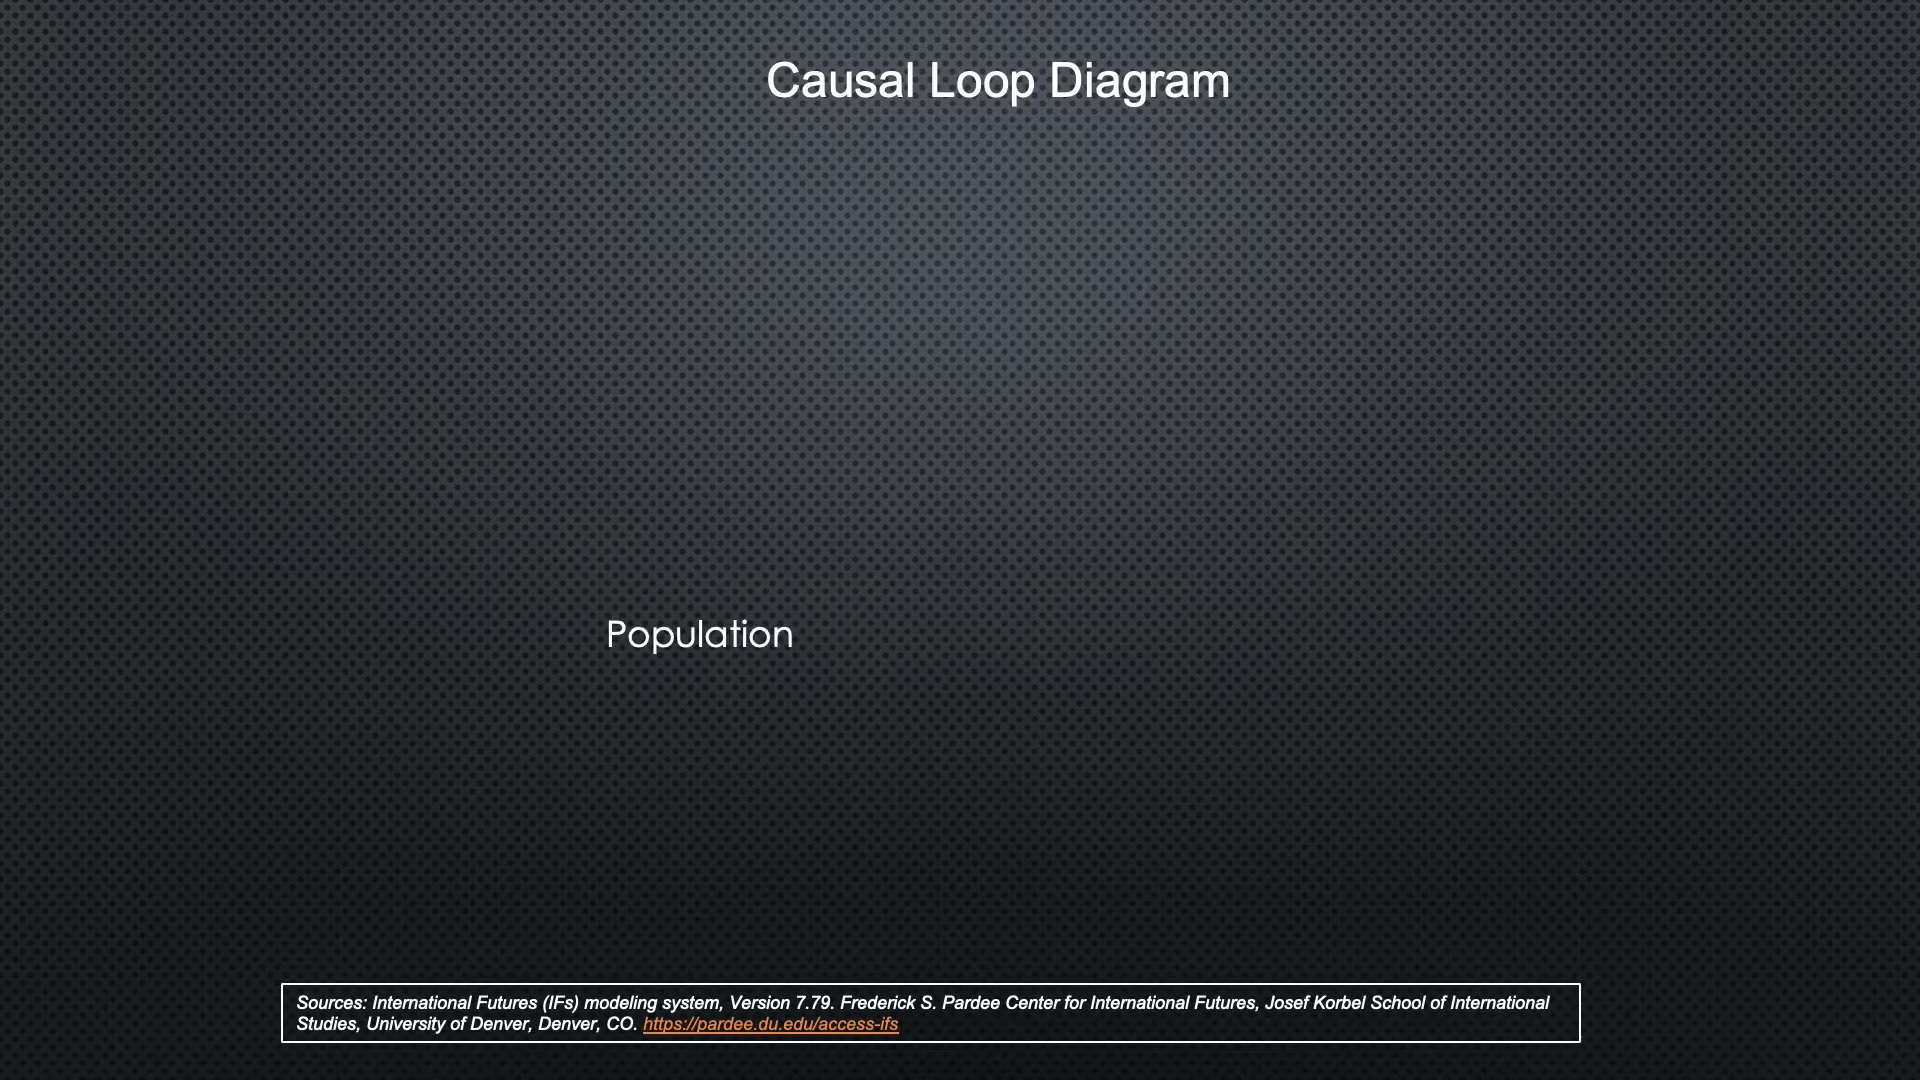 Causal Loop Diagram
Population
Sources: International Futures (IFs) modeling system, Version 7.79. Frederick S. Pardee Center for International Futures, Josef Korbel School of International
Studies, University of Denver, Denver, CO. https://pardee.du.edu/access-ifs